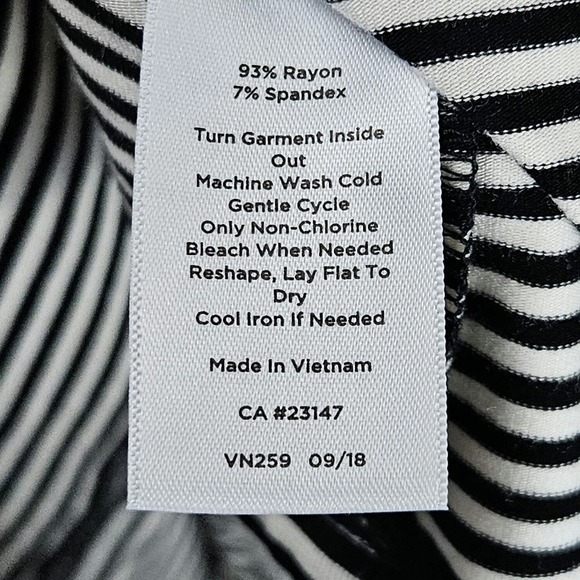 93% Rayon
7% Spandex
Turn Garment Inside
Out
Machine Wash Cold
Gentle Cycle
Only Non-Chlorine
Bleach When Needed
Reshape, Lay Flat To
Dry
Cool Iron If Needed
Made In Vietnam
CA #23147
VN259 09/18